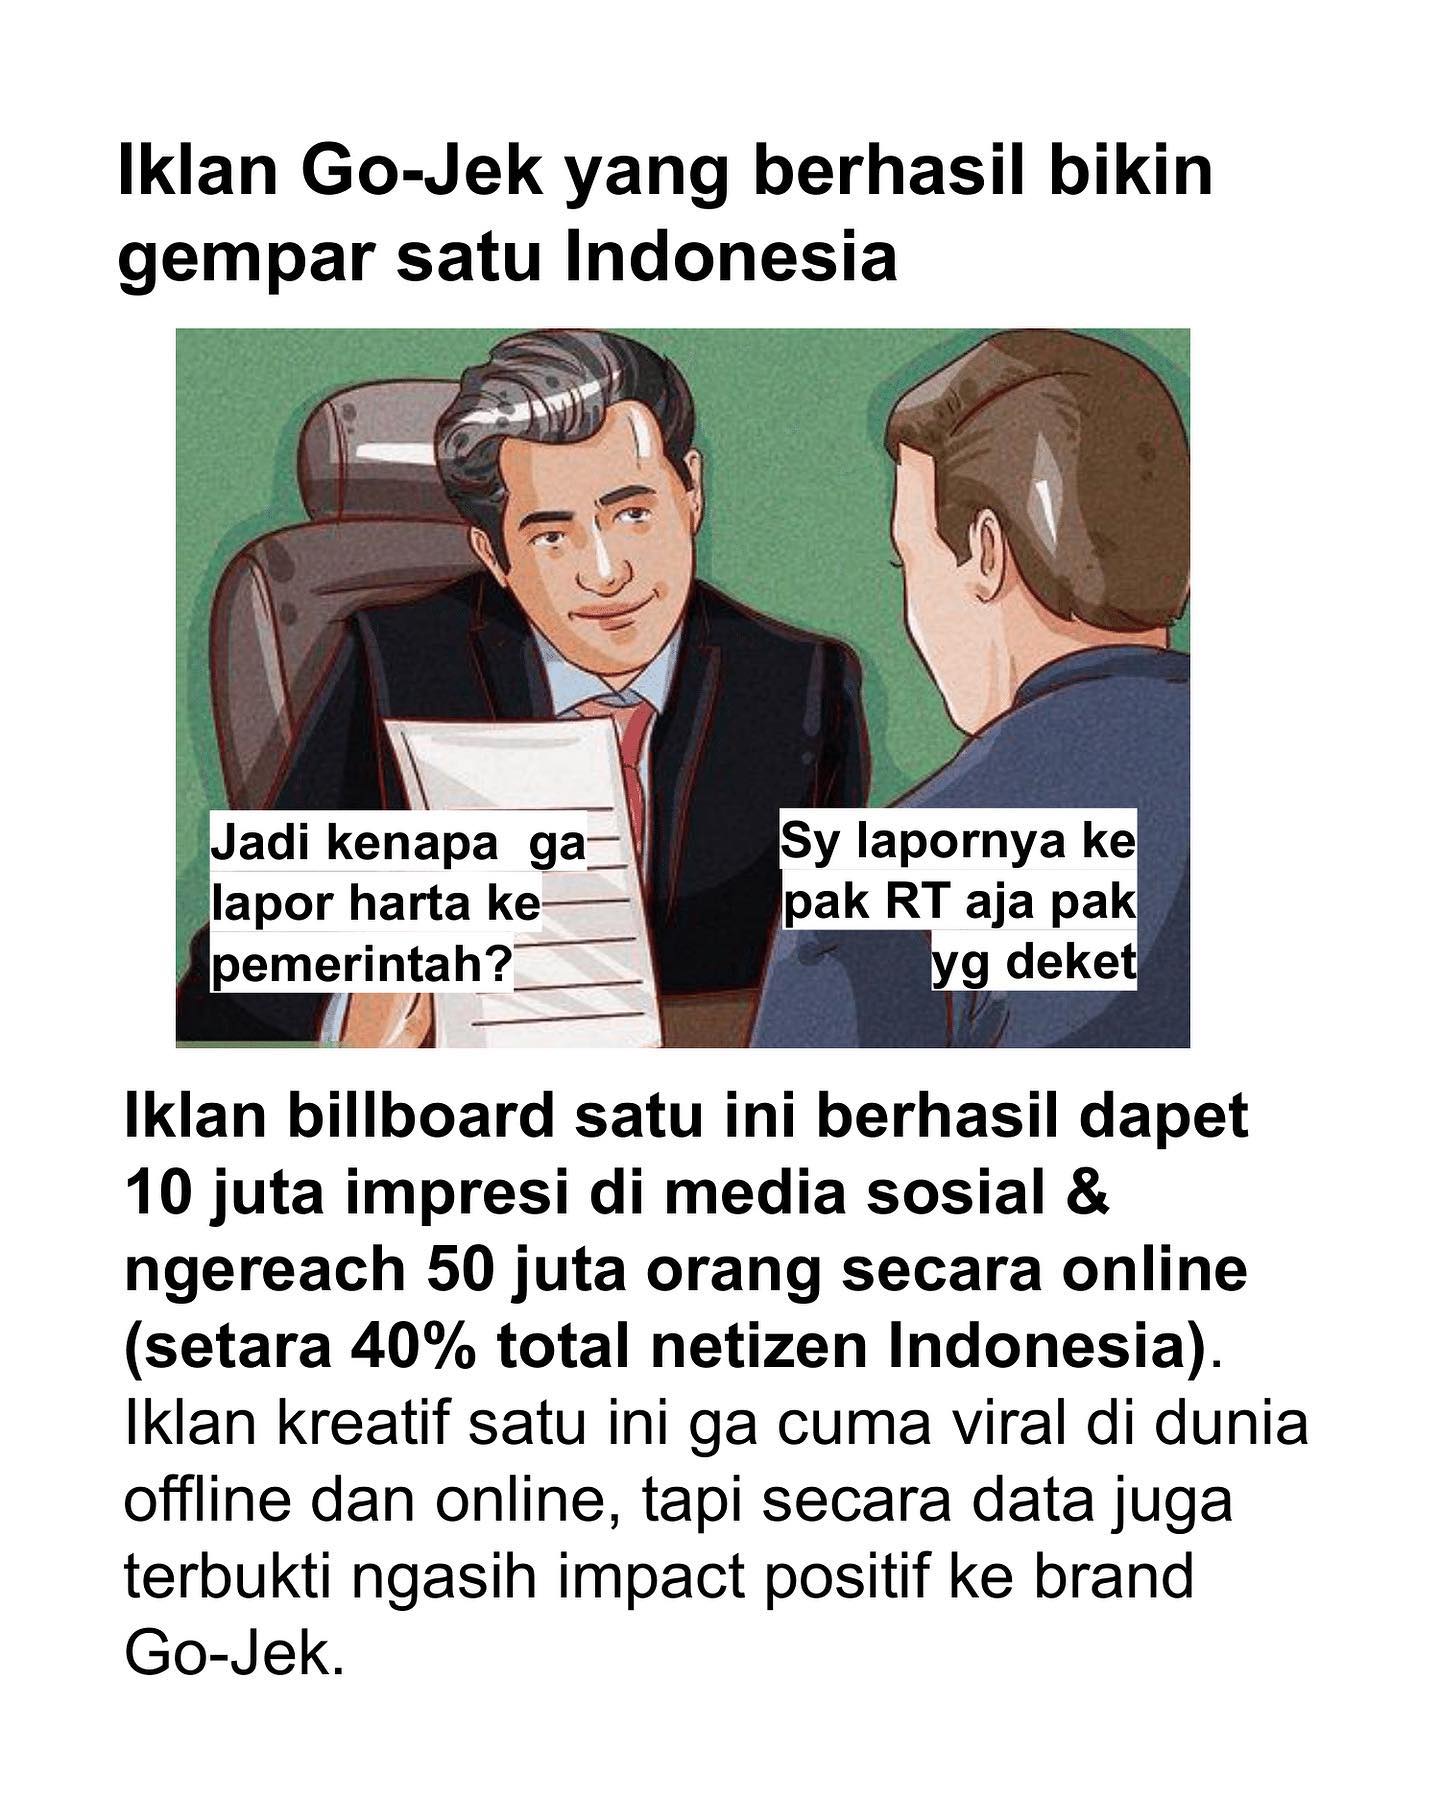 Iklan Go-Jek yang berhasil bikin
gempar satu Indonesia
Jadi kenapa ga
lapor harta ke
pemerintah?
Sy lapornya ke
pak RT aja pak
yg deket
Iklan billboard satu ini berhasil dapet
10 juta impresi di media sosial &
ngereach 50 juta orang secara online
(setara 40% total netizen Indonesia).
Iklan kreatif satu ini ga cuma viral di dunia
offline dan online, tapi secara data juga
terbukti ngasih impact positif ke brand
Go-Jek.